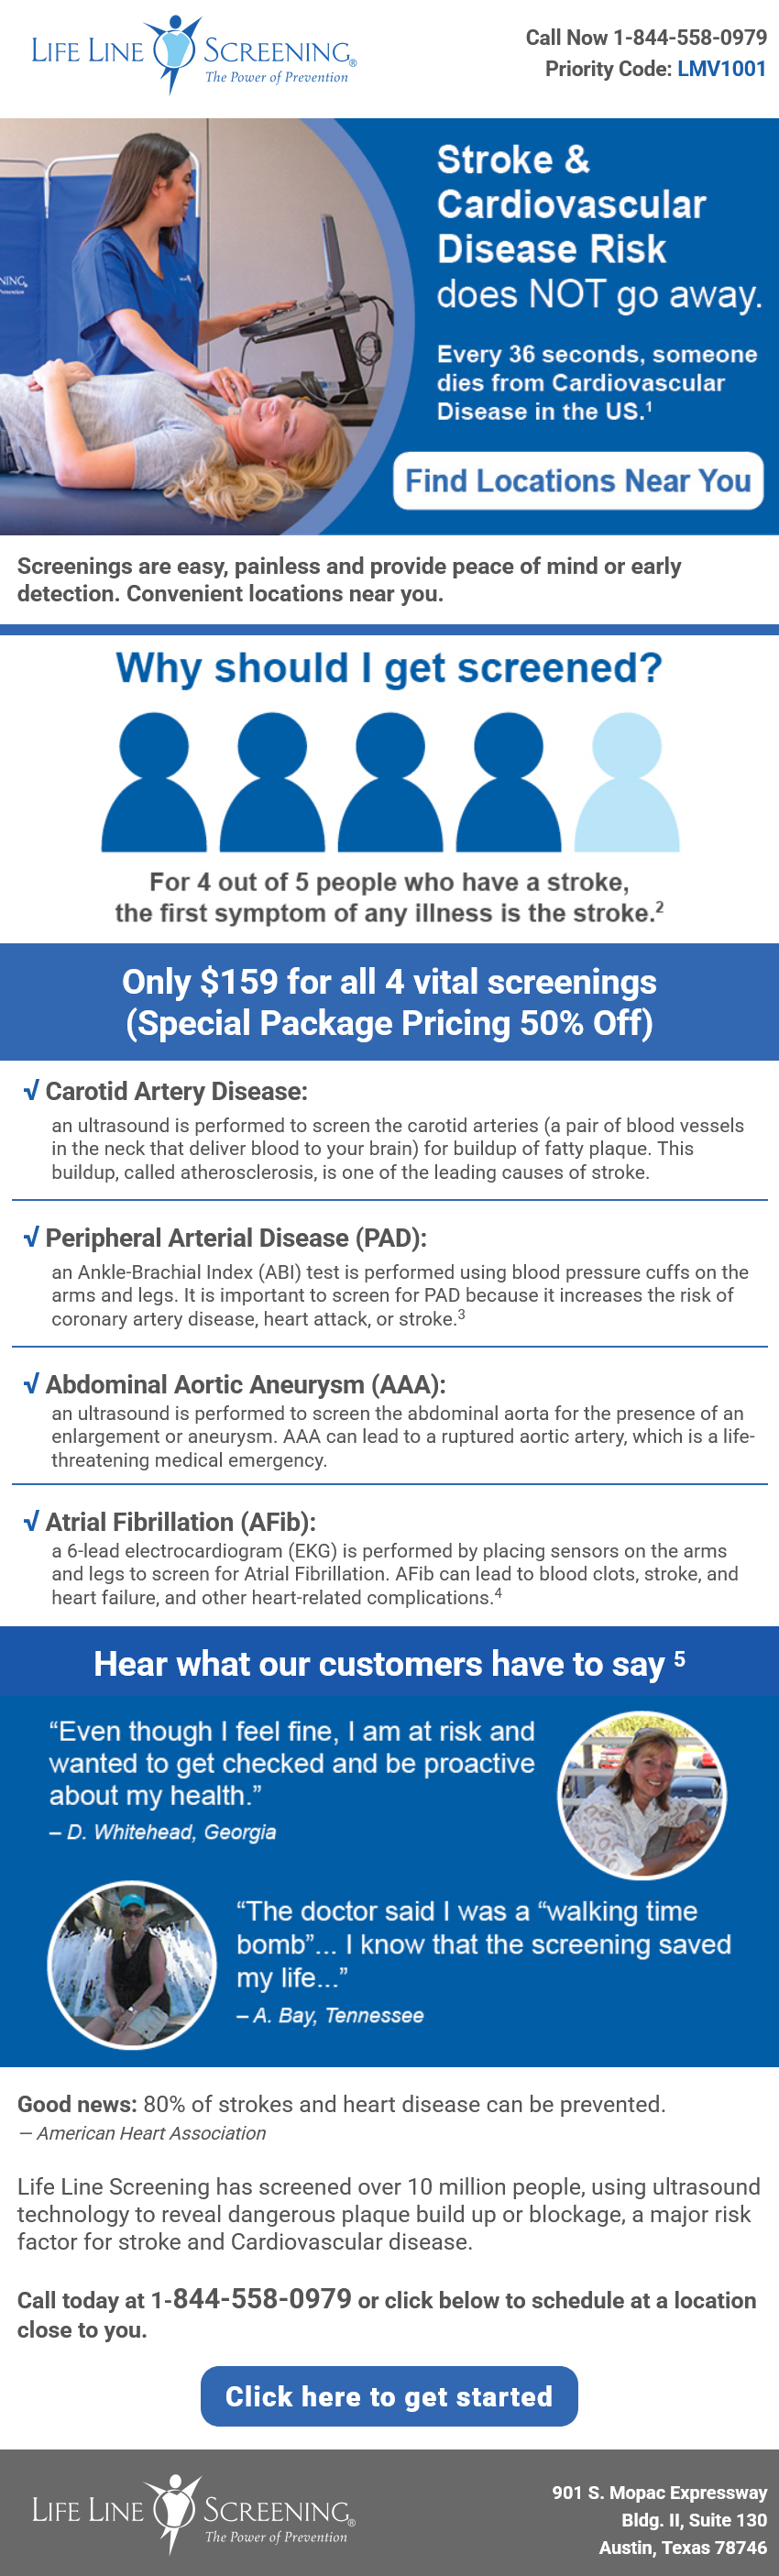 LIFE LINE SCREENING®
The Power of Prevention
Call Now 1-844-558-0979
Priority Code: LMV1001
NING
Stroke &
Cardiovascular
Disease Risk
does NOT go away.
Every 36 seconds, someone
dies from Cardiovascular
Disease in the US.¹
Find Locations Near You
Screenings are easy, painless and provide peace of mind or early
detection. Convenient locations near you.
Why should I get screened?
For 4 out of 5 people who have a stroke,
the first symptom of any illness is the stroke.²
Only $159 for all 4 vital screenings
(Special Package Pricing 50% Off)
√ Carotid Artery Disease:
an ultrasound is performed to screen the carotid arteries (a pair of blood vessels
in the neck that deliver blood to your brain) for buildup of fatty plaque. This
buildup, called atherosclerosis, is one of the leading causes of stroke.
√ Peripheral Arterial Disease (PAD):
an Ankle-Brachial Index (ABI) test is performed using blood pressure cuffs on the
arms and legs. It is important to screen for PAD because it increases the risk of
coronary artery disease, heart attack, or stroke.³
√ Abdominal Aortic Aneurysm (AAA):
an ultrasound is performed to screen the abdominal aorta for the presence of an
enlargement or aneurysm. AAA can lead to a ruptured aortic artery, which is a life-
threatening medical emergency.
√ Atrial Fibrillation (AFib):
a 6-lead electrocardiogram (EKG) is performed by placing sensors on the arms
and legs to screen for Atrial Fibrillation. AFib can lead to blood clots, stroke, and
heart failure, and other heart-related complications.⁴
Hear what our customers have to say ⁵
“Even though I feel fine, I am at risk and
wanted to get checked and be proactive
about my health.”
– D. Whitehead, Georgia
“The doctor said I was a “walking time
bomb”... I know that the screening saved
my life...”
– A. Bay, Tennessee
Good news: 80% of strokes and heart disease can be prevented.
— American Heart Association
Life Line Screening has screened over 10 million people, using ultrasound
technology to reveal dangerous plaque build up or blockage, a major risk
factor for stroke and Cardiovascular disease.
Call today at 1-844-558-0979 or click below to schedule at a location
close to you.
Click here to get started
LIFE LINE SCREENING®
The Power of Prevention
901 S. Mopac Expressway
Bldg. II, Suite 130
Austin, Texas 78746